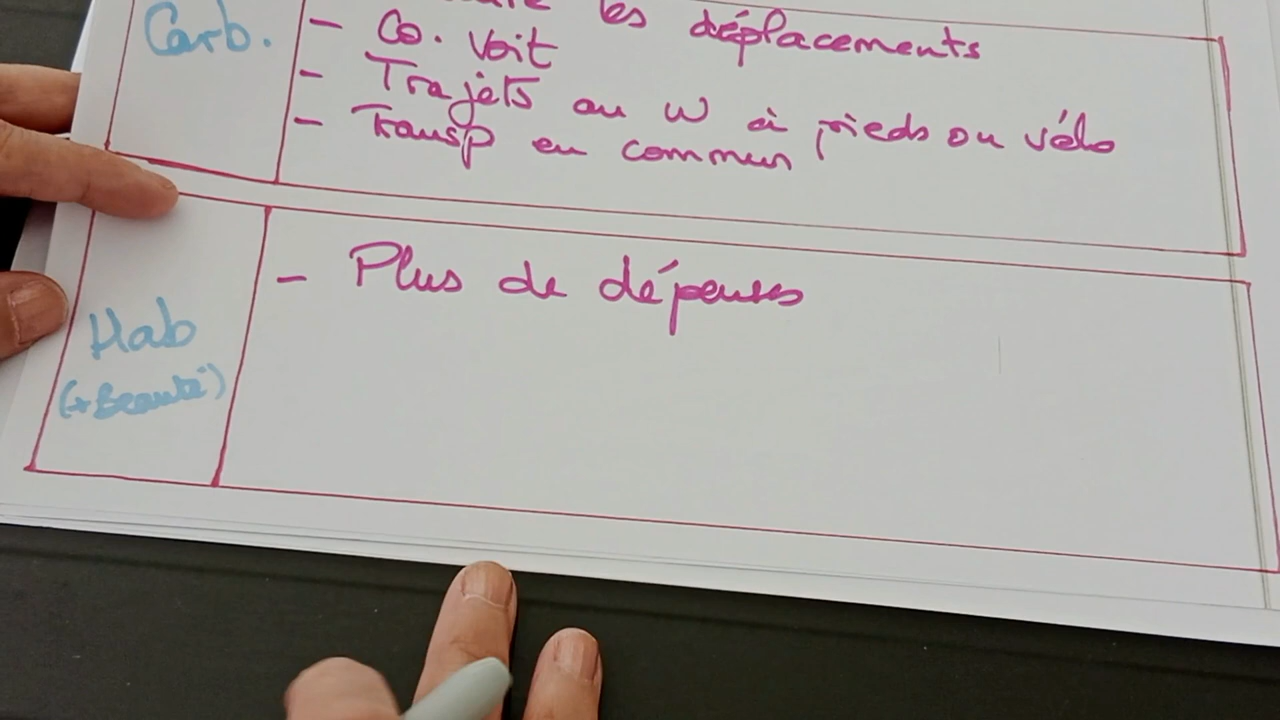 Carb.
les déplacements
- Co. Voit
- Trajets au W à pieds ou vélo
- Transp en commun
Hab
(+ Beauté)
- Plus de dépenses